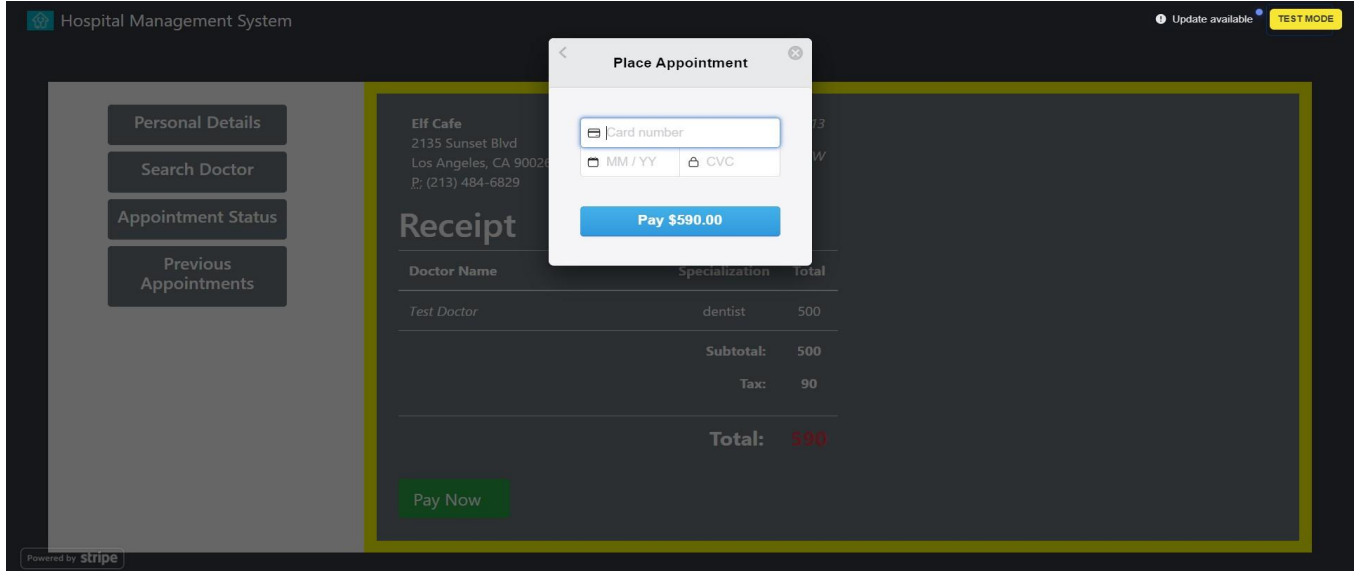 Hospital Management System
Update available
TEST MODE
Place Appointment
Card number
MM / YY
CVC
Pay $590.00
Personal Details
Search Doctor
Appointment Status
Previous
Appointments
Elf Cafe
2135 Sunset Blvd
Los Angeles, CA 90026
P: (213) 484-6829
13
W
Receipt
Doctor Name Specialization Total
Test Doctor dentist 500
Subtotal: 500
Tax: 90
Total: 590
Pay Now
Powered by stripe